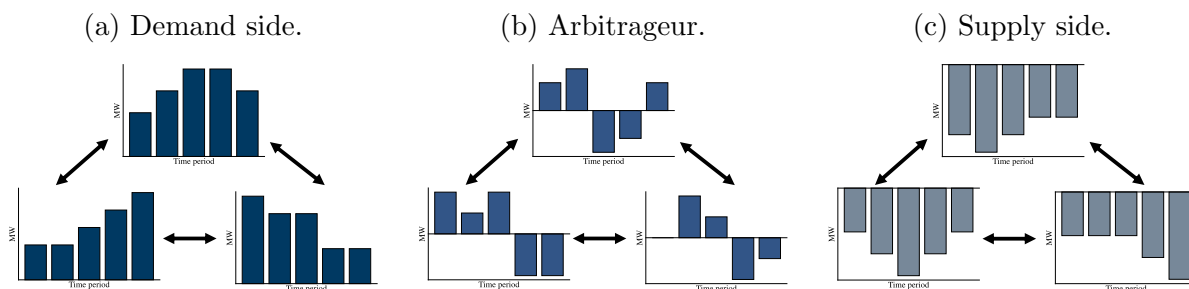 (a) Demand side.
(b) Arbitrageur.
(c) Supply side.
MW
Time period
MW
Time period
MW
Time period
MW
Time period
MW
Time period
MW
Time period
MW
Time period
MW
Time period
MW
Time period